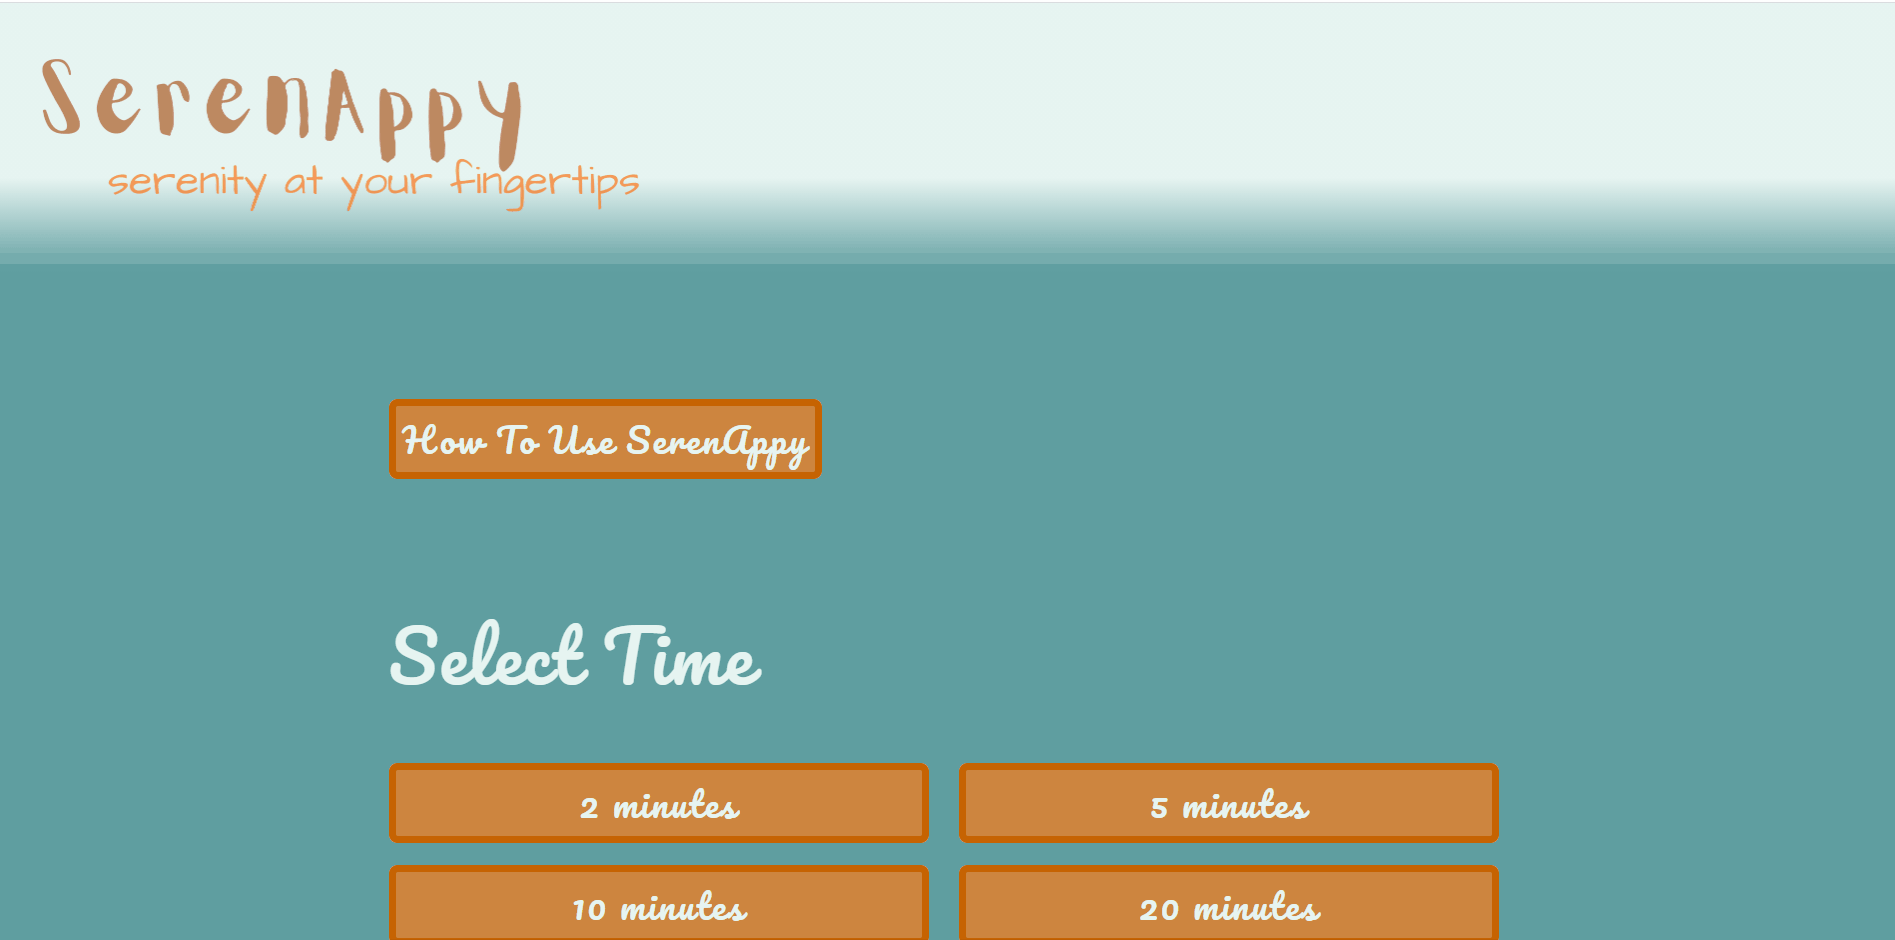 SerenAppy
serenity at your fingertips
How To Use SerenAppy
Select Time
2 minutes
5 minutes
10 minutes
20 minutes